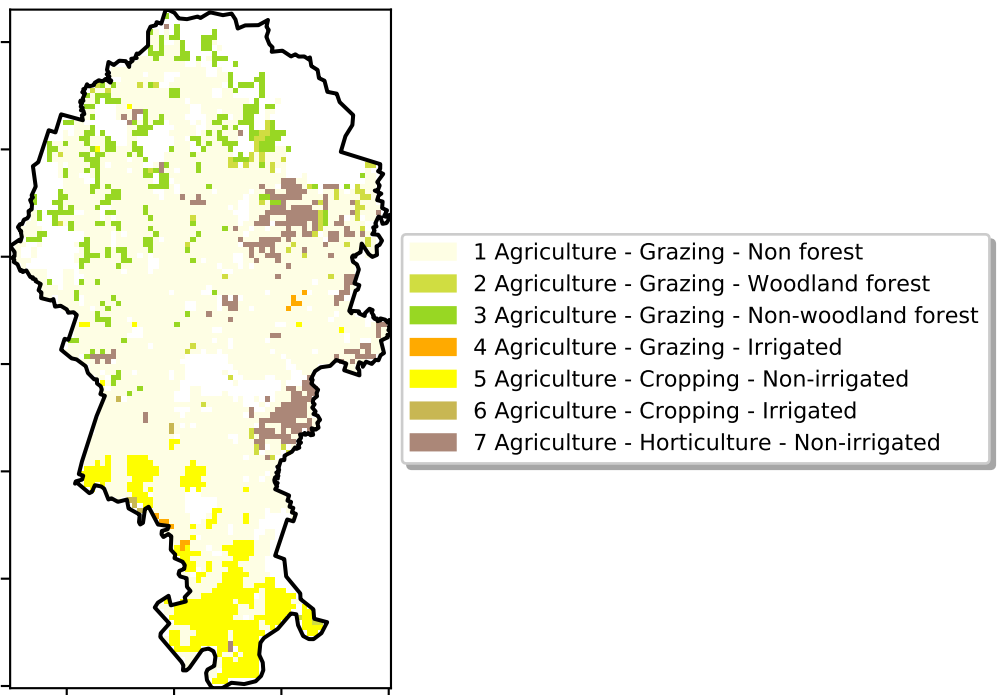 1 Agriculture - Grazing - Non forest
2 Agriculture - Grazing - Woodland forest
3 Agriculture - Grazing - Non-woodland forest
4 Agriculture - Grazing - Irrigated
5 Agriculture - Cropping - Non-irrigated
6 Agriculture - Cropping - Irrigated
7 Agriculture - Horticulture - Non-irrigated